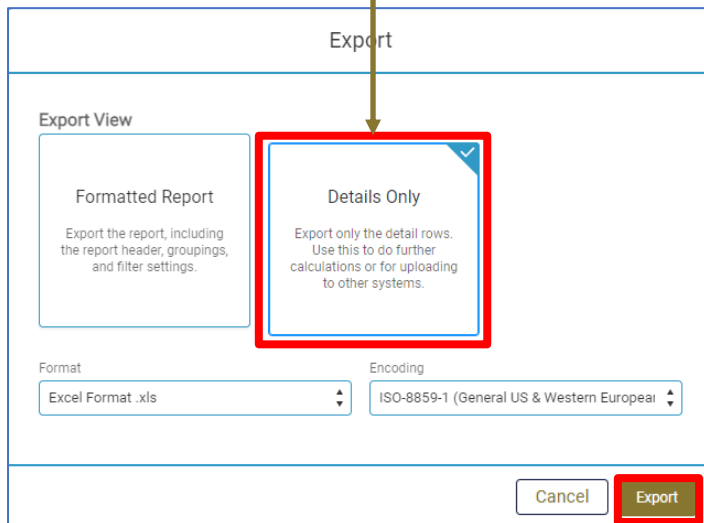 Export
Export View
Formatted Report
Export the report, including
the report header, groupings,
and filter settings.
Details Only
Export only the detail rows.
Use this to do further
calculations or for uploading
to other systems.
Format
Encoding
Excel Format .xls
ISO-8859-1 (General US & Western European
Cancel
Export